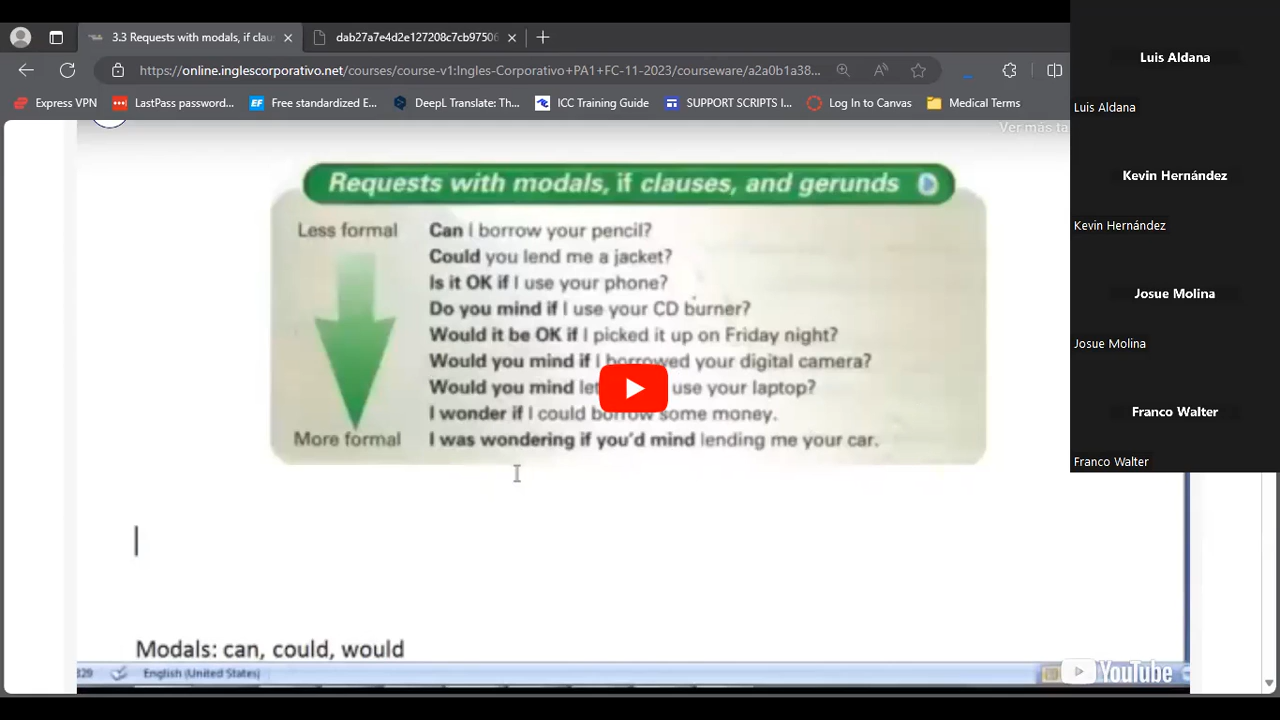 3.3 Requests with modals, if clau
dab27a7e4d2e127208c7cb97506
https://online.inglescorporativo.net/courses/course-v1:Ingles-Corporativo+PA1+FC-11-2023/courseware/a2a0b1a38...
Express VPN
LastPass password...
Free standardized E...
DeepL Translate: Th...
ICC Training Guide
SUPPORT SCRIPTS I...
Log In to Canvas
Medical Terms
Ver más ta
Requests with modals, if clauses, and gerunds
Less formal
Can I borrow your pencil?
Could you lend me a jacket?
Is it OK if I use your phone?
Do you mind if I use your CD burner?
Would it be OK if I picked it up on Friday night?
Would you mind if I borrowed your digital camera?
Would you mind let use your laptop?
I wonder if I could borrow some money.
More formal
I was wondering if you'd mind lending me your car.
Modals: can, could, would
329
English (United States)
YouTube
Luis Aldana
Luis Aldana
Kevin Hernández
Kevin Hernández
Josue Molina
Josue Molina
Franco Walter
Franco Walter